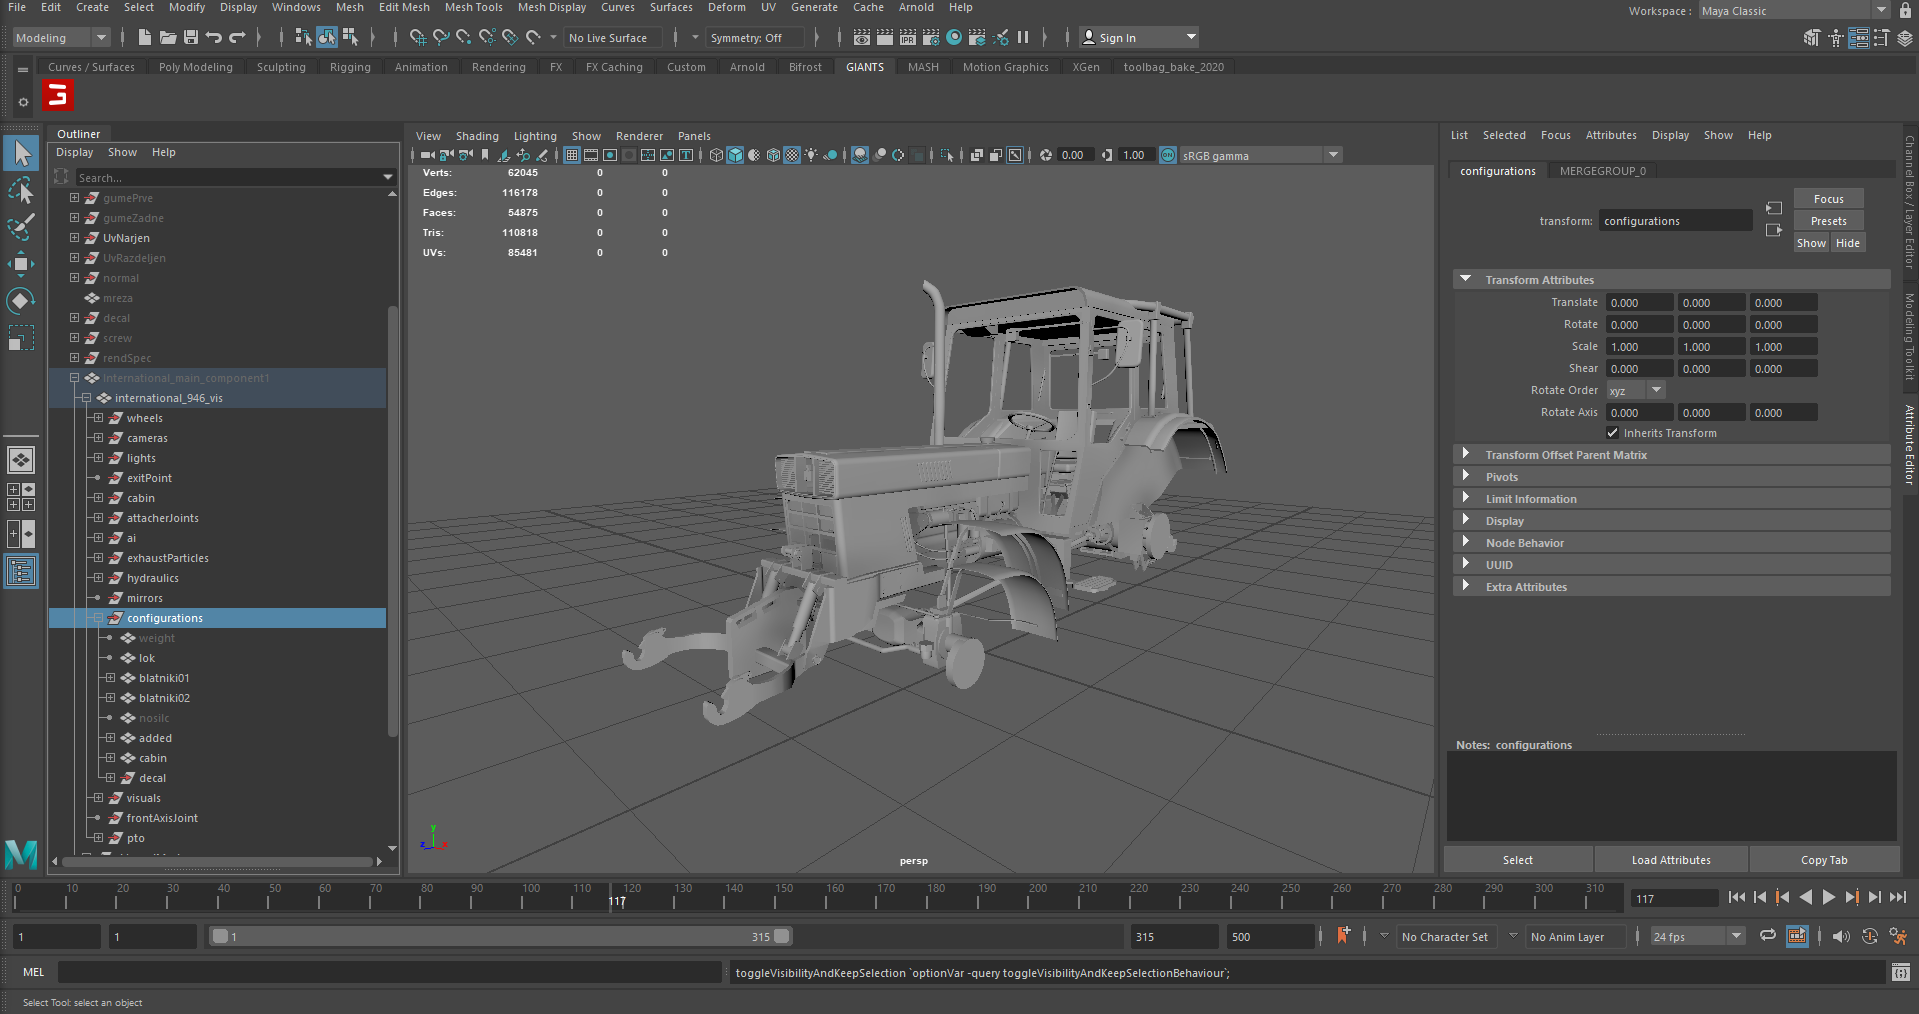 File Edit Create Select Modify Display Windows Mesh Edit Mesh Mesh Tools Mesh Display Curves Surfaces Deform UV Generate Cache Arnold Help
Workspace : Maya Classic
Modeling No Live Surface Symmetry: Off Sign In
Curves / Surfaces Poly Modeling Sculpting Rigging Animation Rendering FX FX Caching Custom Arnold Bifrost GIANTS MASH Motion Graphics XGen toolbag_bake_2020
Outliner
Display Show Help
Search...
gumePrve
gumeZadne
UvNarjen
UvRazdeljen
normal
mreza
decal
screw
rendSpec
International_main_component1
international_946_vis
wheels
cameras
lights
exitPoint
cabin
attacherJoints
ai
exhaustParticles
hydraulics
mirrors
configurations
weight
lok
blatniki01
blatniki02
nosilc
added
cabin
decal
visuals
frontAxisJoint
pto
View Shading Lighting Show Renderer Panels
0.00 1.00 ON sRGB gamma
Verts: 62045 0 0
Edges: 116178 0 0
Faces: 54875 0 0
Tris: 110818 0 0
UVs: 85481 0 0
y
z x
persp
List Selected Focus Attributes Display Show Help
configurations MERGEGROUP_0
transform: configurations
Focus
Presets
Show Hide
Transform Attributes
Translate 0.000 0.000 0.000
Rotate 0.000 0.000 0.000
Scale 1.000 1.000 1.000
Shear 0.000 0.000 0.000
Rotate Order xyz
Rotate Axis 0.000 0.000 0.000
Inherits Transform
Transform Offset Parent Matrix
Pivots
Limit Information
Display
Node Behavior
UUID
Extra Attributes
Notes: configurations
Select Load Attributes Copy Tab
Channel Box / Layer Editor
Modeling Toolkit
Attribute Editor
0 10 20 30 40 50 60 70 80 90 100 110 120 130 140 150 160 170 180 190 200 210 220 230 240 250 260 270 280 290 300 310
117
117
1 1 1 315 315 500 No Character Set No Anim Layer 24 fps
MEL
toggleVisibilityAndKeepSelection `optionVar -query toggleVisibilityAndKeepSelectionBehaviour`;
Select Tool: select an object